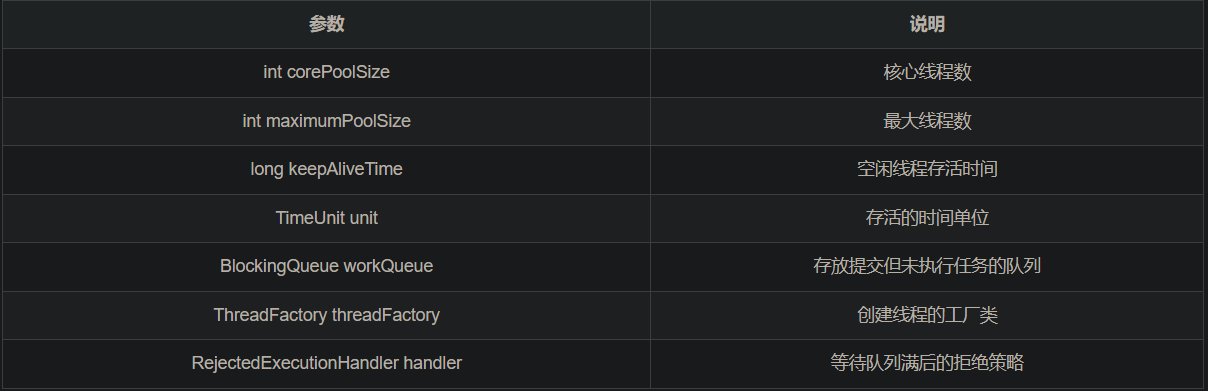 参数 说明
int corePoolSize 核心线程数
int maximumPoolSize 最大线程数
long keepAliveTime 空闲线程存活时间
TimeUnit unit 存活的时间单位
BlockingQueue workQueue 存放提交但未执行任务的队列
ThreadFactory threadFactory 创建线程的工厂类
RejectedExecutionHandler handler 等待队列满后的拒绝策略